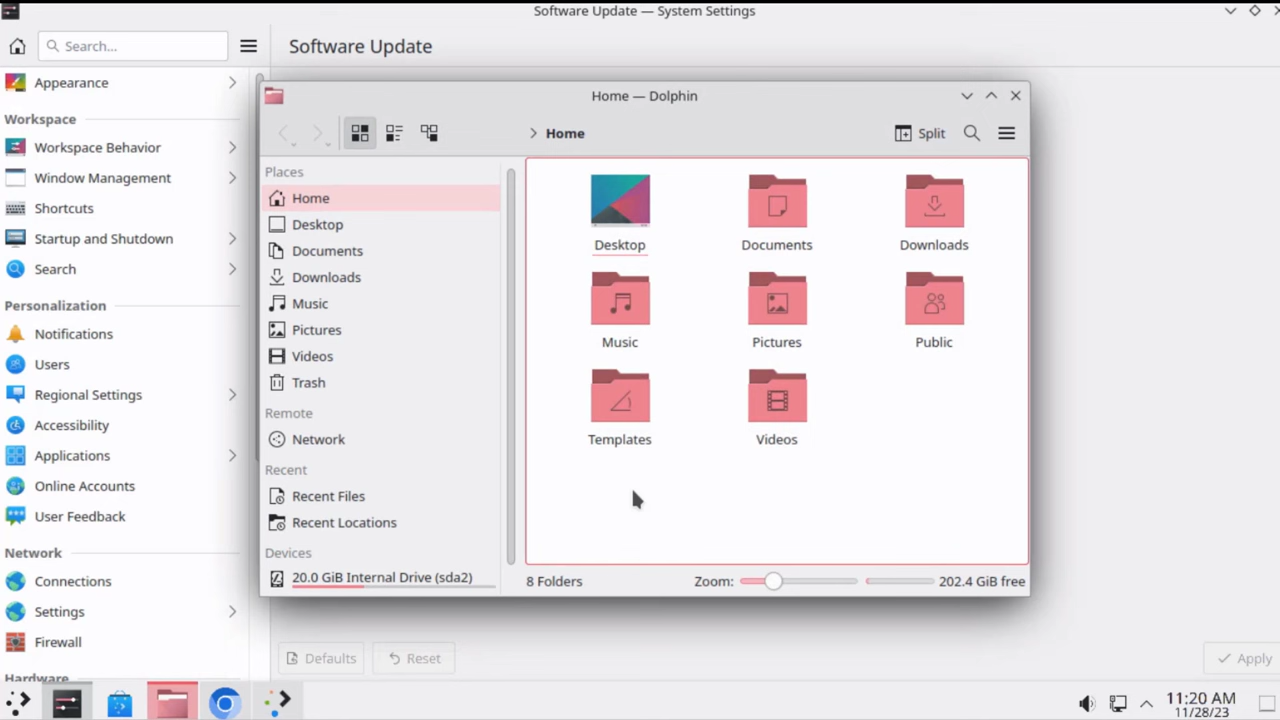 Software Update — System Settings
Search...
Software Update
Appearance
Workspace
Workspace Behavior
Window Management
Shortcuts
Startup and Shutdown
Search
Personalization
Notifications
Users
Regional Settings
Accessibility
Applications
Online Accounts
User Feedback
Network
Connections
Settings
Firewall
Hardware
Home — Dolphin
Home
Split
Places
Home
Desktop
Documents
Downloads
Music
Pictures
Videos
Trash
Remote
Network
Recent
Recent Files
Recent Locations
Devices
20.0 GiB Internal Drive (sda2)
Desktop
Documents
Downloads
Music
Pictures
Public
Templates
Videos
8 Folders
Zoom:
202.4 GiB free
Defaults
Reset
Apply
11:20 AM
11/28/23